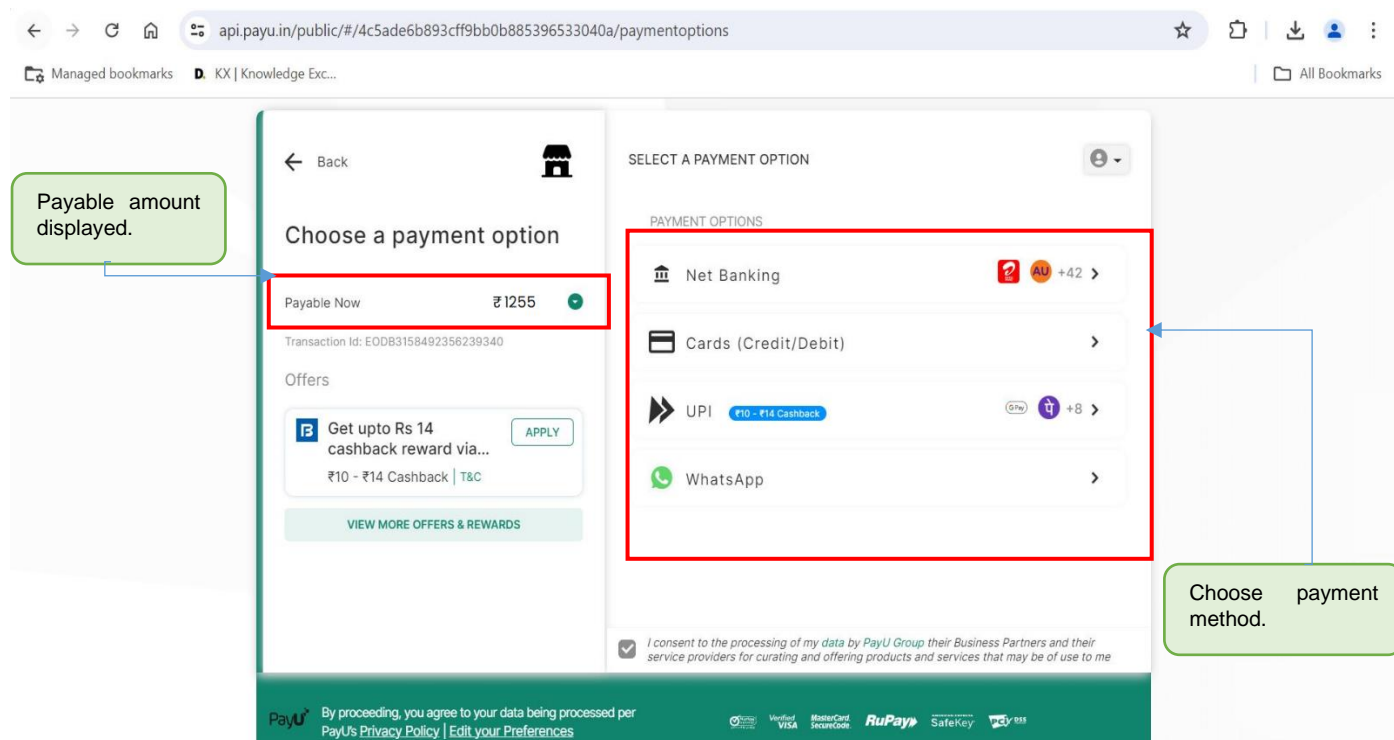 api.payu.in/public/#/4c5ade6b893cff9bb0b885396533040a/paymentoptions
Managed bookmarks D. KX | Knowledge Exc...
All Bookmarks
Back
Payable amount
displayed.
Choose a payment option
Payable Now ₹1255
Transaction Id: EODB3158492356239340
Offers
Get upto Rs 14
cashback reward via...
APPLY
₹10 - ₹14 Cashback | T&C
VIEW MORE OFFERS & REWARDS
SELECT A PAYMENT OPTION
PAYMENT OPTIONS
Net Banking AU +42
Cards (Credit/Debit)
UPI ₹10 - ₹14 Cashback G Pay पे +8
WhatsApp
Choose payment
method.
I consent to the processing of my data by PayU Group their Business Partners and their
service providers for curating and offering products and services that may be of use to me
PayU
By proceeding, you agree to your data being processed per
PayU's Privacy Policy | Edit your Preferences
Verified VISA
MasterCard. SecureCode.
RuPay
SafeKey
PCI DSS